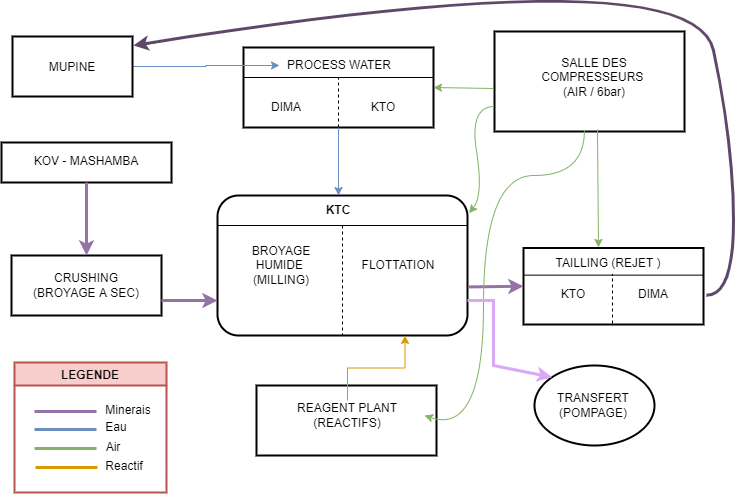 MUPINE
PROCESS WATER
DIMA
KTO
SALLE DES
COMPRESSEURS
(AIR / 6bar)
KOV - MASHAMBA
KTC
BROYAGE
HUMIDE
(MILLING)
FLOTTATION
CRUSHING
(BROYAGE A SEC)
TAILLING (REJET )
KTO
DIMA
LEGENDE
Minerais
Eau
Air
Reactif
REAGENT PLANT
(REACTIFS)
TRANSFERT
(POMPAGE)